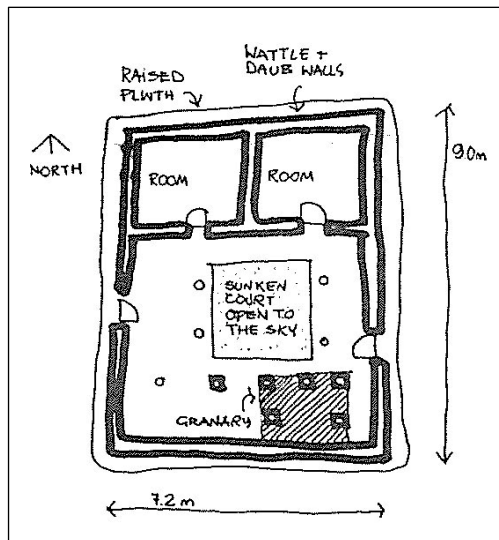 WATTLE +
DAUB WALLS
RAISED
PLINTH
NORTH
9.0m
ROOM
ROOM
SUNKEN
COURT
OPEN TO
THE SKY
GRANARY
7.2 m